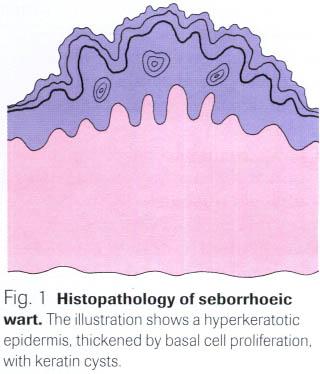 Fig. 1 Histopathology of seborrhoeic
wart. The illustration shows a hyperkeratotic
epidermis, thickened by basal cell proliferation,
with keratin cysts.